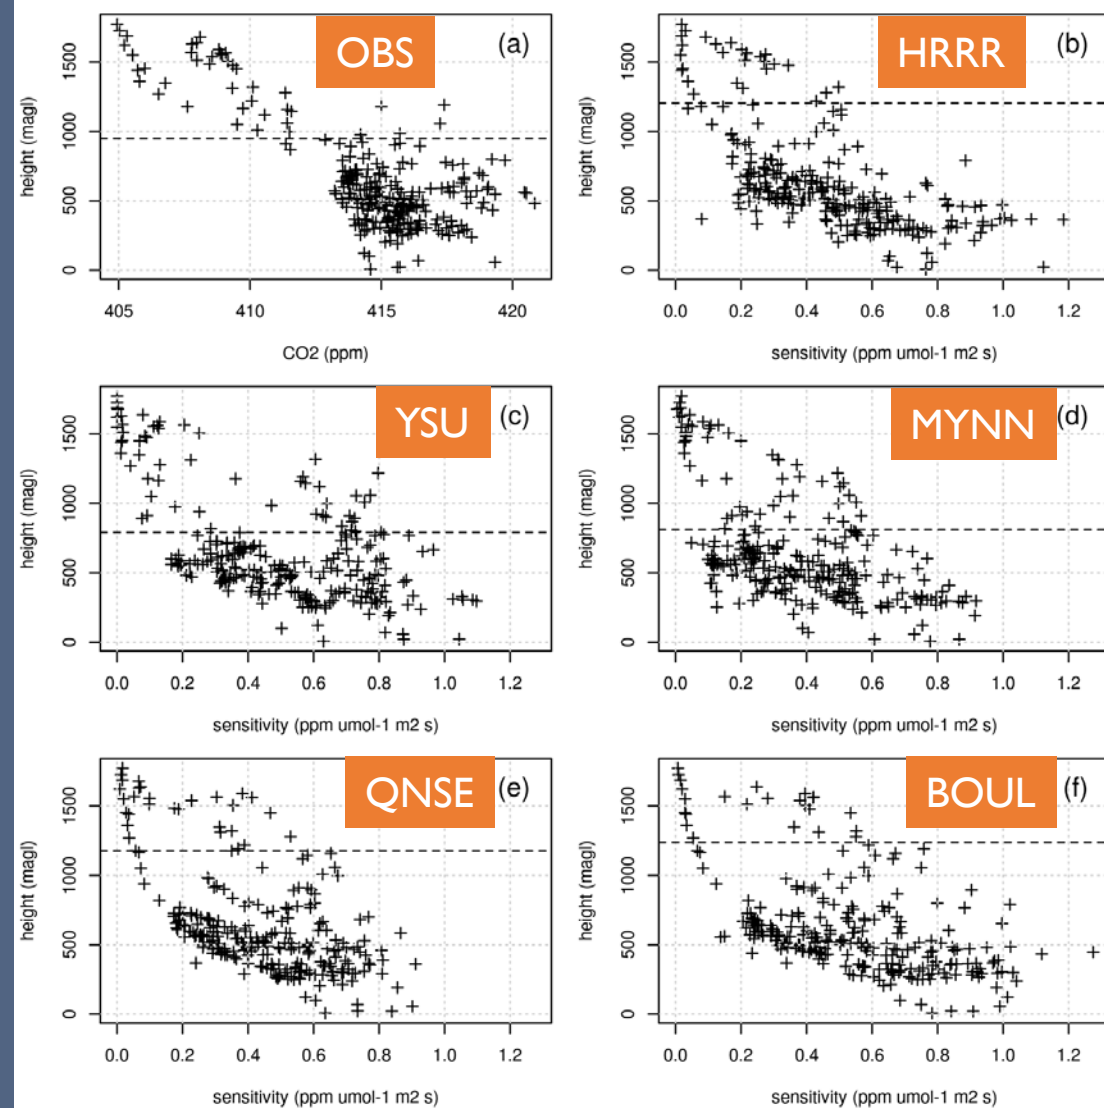 OBS
(a)
height (magl)
0 500 1000 1500
405 410 415 420
CO2 (ppm)
HRRR
(b)
height (magl)
0 500 1000 1500
0.0 0.2 0.4 0.6 0.8 1.0 1.2
sensitivity (ppm umol-1 m2 s)
YSU
(c)
height (magl)
0 500 1000 1500
0.0 0.2 0.4 0.6 0.8 1.0 1.2
sensitivity (ppm umol-1 m2 s)
MYNN
(d)
height (magl)
0 500 1000 1500
0.0 0.2 0.4 0.6 0.8 1.0 1.2
sensitivity (ppm umol-1 m2 s)
QNSE
(e)
height (magl)
0 500 1000 1500
0.0 0.2 0.4 0.6 0.8 1.0 1.2
sensitivity (ppm umol-1 m2 s)
BOUL
(f)
height (magl)
0 500 1000 1500
0.0 0.2 0.4 0.6 0.8 1.0 1.2
sensitivity (ppm umol-1 m2 s)